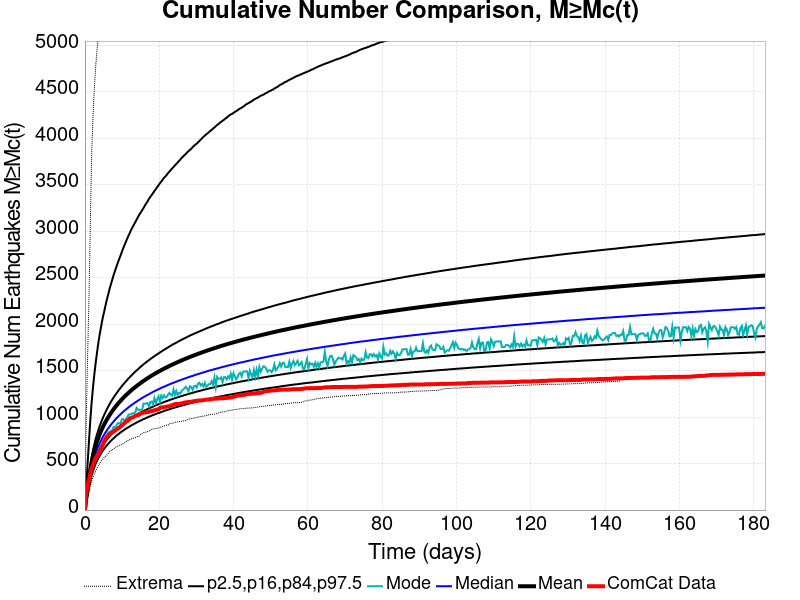 Cumulative Number Comparison, M≥Mc(t)
Cumulative Num Earthquakes M≥Mc(t)
5000
4500
4000
3500
3000
2500
2000
1500
1000
500
0
0 20 40 60 80 100 120 140 160 180
Time (days)
Extrema p2.5,p16,p84,p97.5 Mode Median Mean ComCat Data